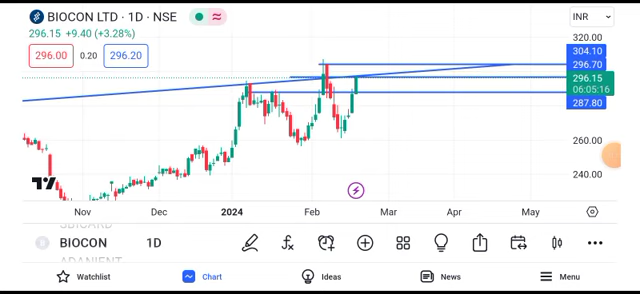 BIOCON LTD · 1D · NSE
INR
296.15 +9.40 (+3.28%)
296.00 0.20 296.20
320.00
304.10
296.70
296.15
06:05:16
287.80
260.00
240.00
Nov Dec 2024 Feb Mar Apr May
SBICARD
BIOCON 1D
ADANIENT
Watchlist Chart Ideas News Menu